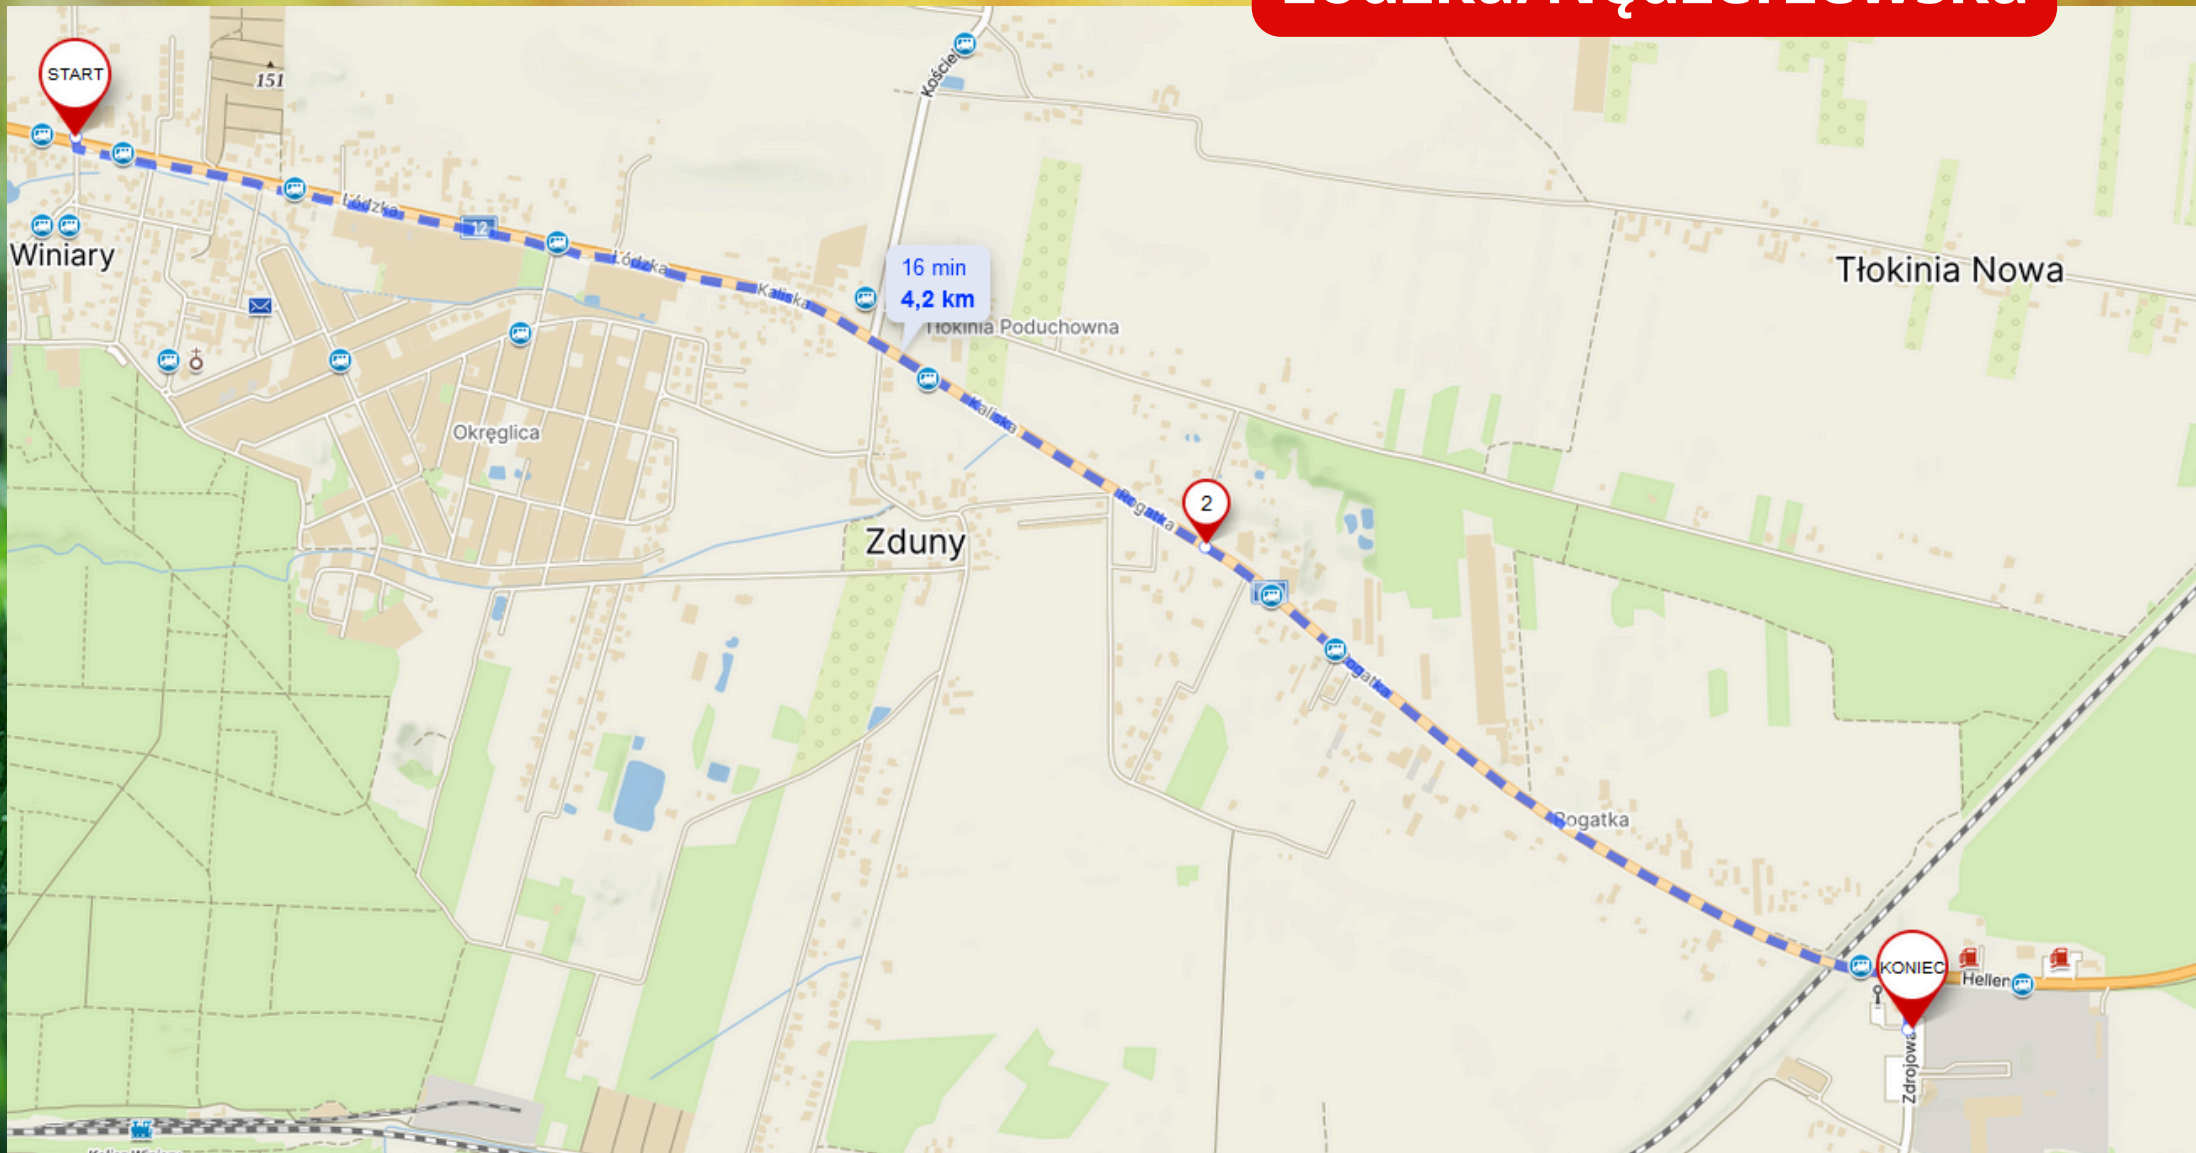 START
151
Kościel
Łódzka
12
Winiary
Łódzka
Kaliska
16 min
4,2 km
Tłokinia Poduchowna
Tłokinia Nowa
Kaliska
Okręglica
Rogatka
2
Zduny
Rogatka
Rogatka
KONIEC
Hellen
Zdrojowa